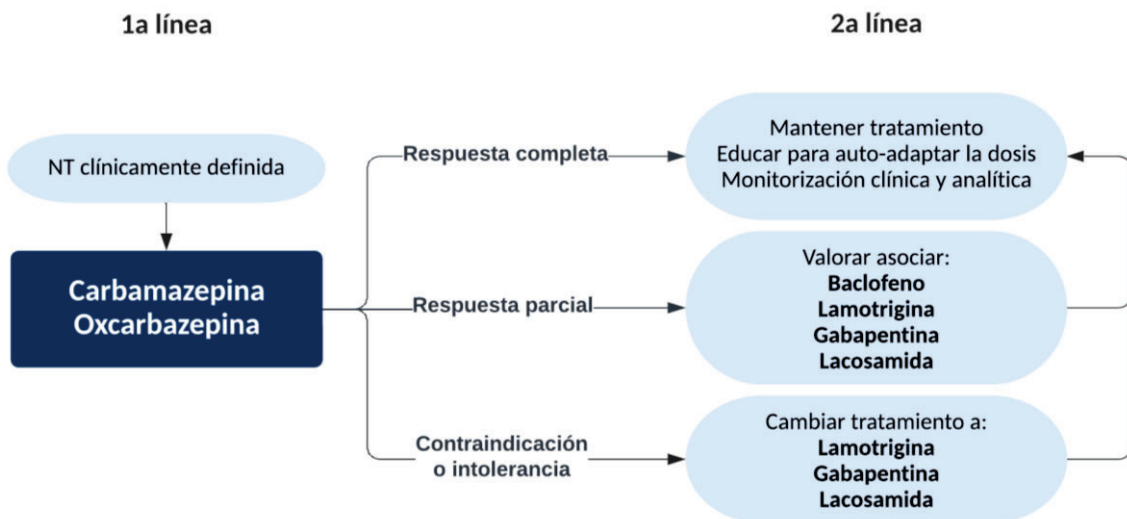 1a línea
2a línea
NT clínicamente definida
Carbamazepina
Oxcarbazepina
Respuesta completa
Mantener tratamiento
Educar para auto-adaptar la dosis
Monitorización clínica y analítica
Respuesta parcial
Valorar asociar:
Baclofeno
Lamotrigina
Gabapentina
Lacosamida
Contraindicación
o intolerancia
Cambiar tratamiento a:
Lamotrigina
Gabapentina
Lacosamida